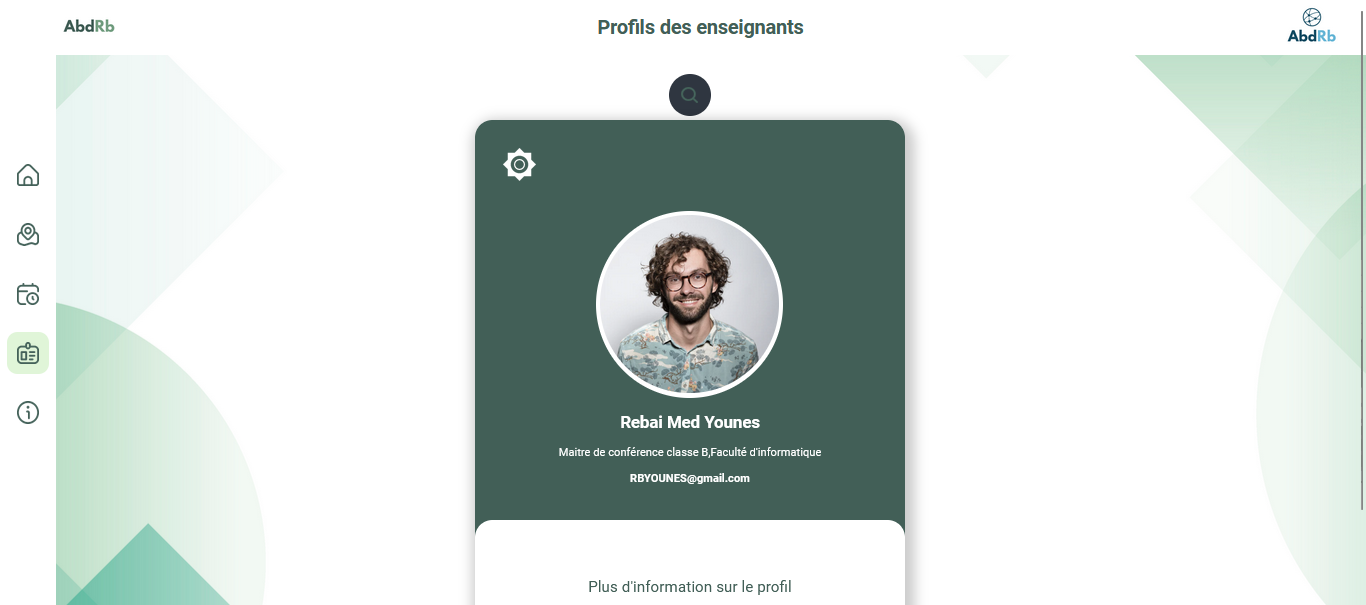 AbdRb
Profils des enseignants
AbdRb
Rebai Med Younes
Maitre de conférence classe B,Faculté d'informatique
RBYOUNES@gmail.com
Plus d'information sur le profil